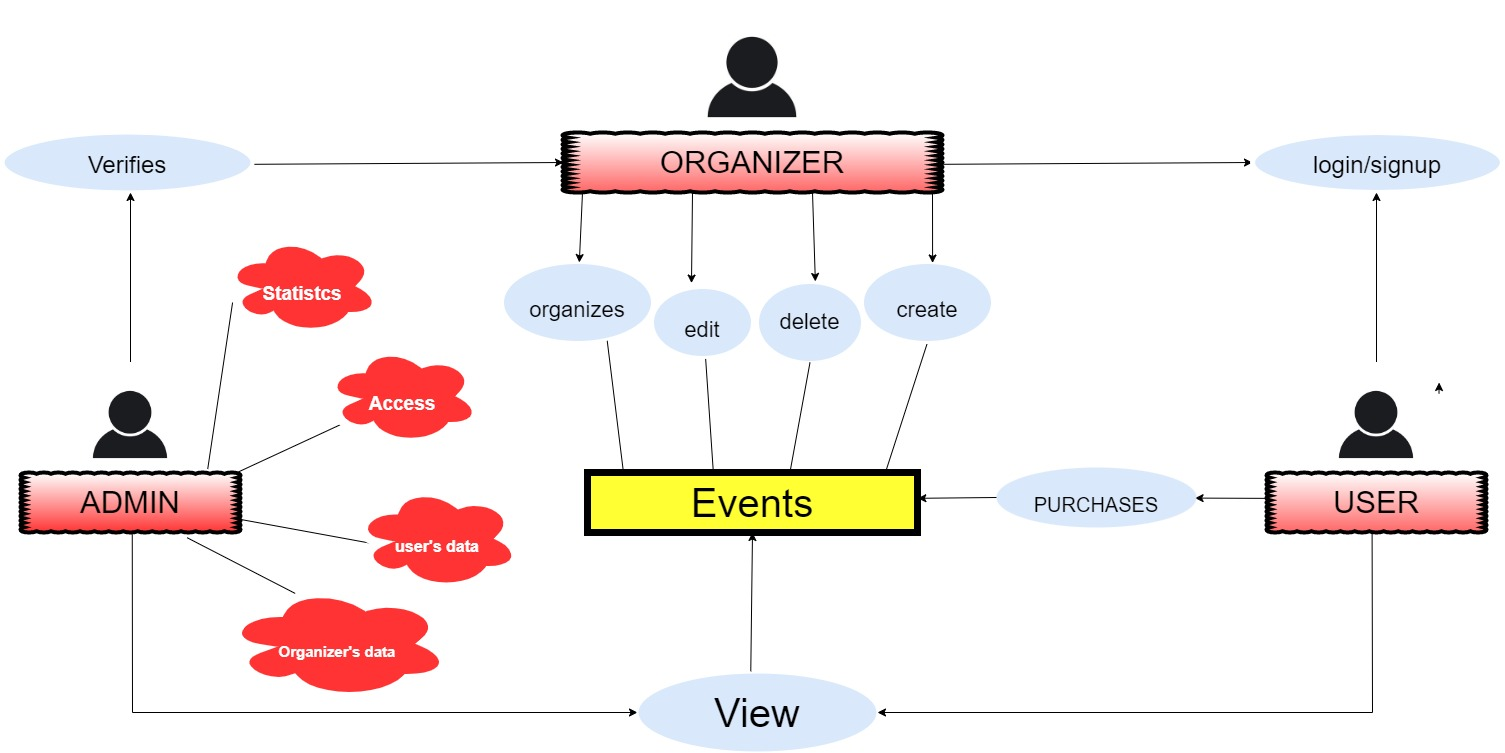 Verifies
ORGANIZER
login/signup
Statistcs
organizes
edit
delete
create
Access
ADMIN
Events
PURCHASES
USER
user's data
Organizer's data
View